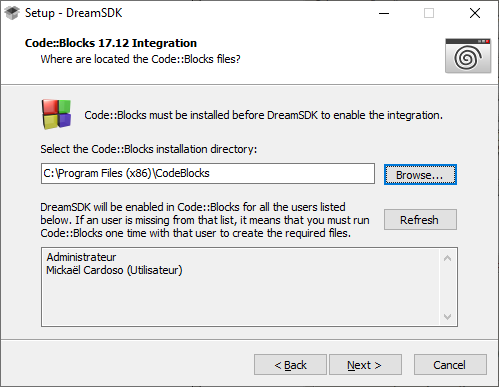 Setup - DreamSDK
Code::Blocks 17.12 Integration
Where are located the Code::Blocks files?
Code::Blocks must be installed before DreamSDK to enable the integration.
Select the Code::Blocks installation directory:
C:\Program Files (x86)\CodeBlocks
Browse...
DreamSDK will be enabled in Code::Blocks for all the users listed
below. If an user is missing from that list, it means that you must run
Code::Blocks one time with that user to create the required files.
Refresh
Administrateur
Mickaël Cardoso (Utilisateur)
< Back
Next >
Cancel